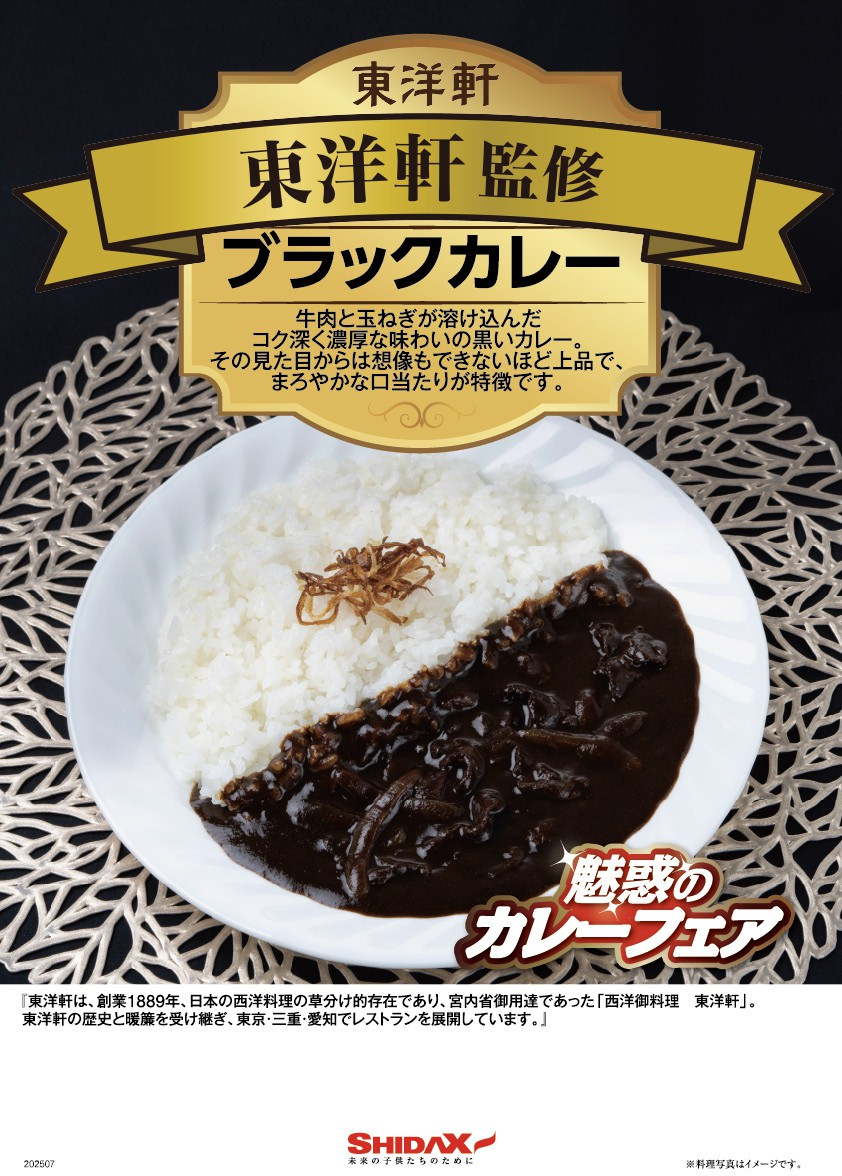 東洋軒
東洋軒 監修
ブラックカレー
牛肉と玉ねぎが溶け込んだ
コク深く濃厚な味わいの黒いカレー。
その見た目からは想像もできないほど上品で、
まろやかな口当たりが特徴です。
魅惑の
カレーフェア
『東洋軒は、創業1889年、日本の西洋料理の草分け的存在であり、宮内省御用達であった「西洋御料理　東洋軒」。
東洋軒の歴史と暖簾を受け継ぎ、東京・三重・愛知でレストランを展開しています。』
SHIDAX
未来の子供たちのために
202507
※料理写真はイメージです。